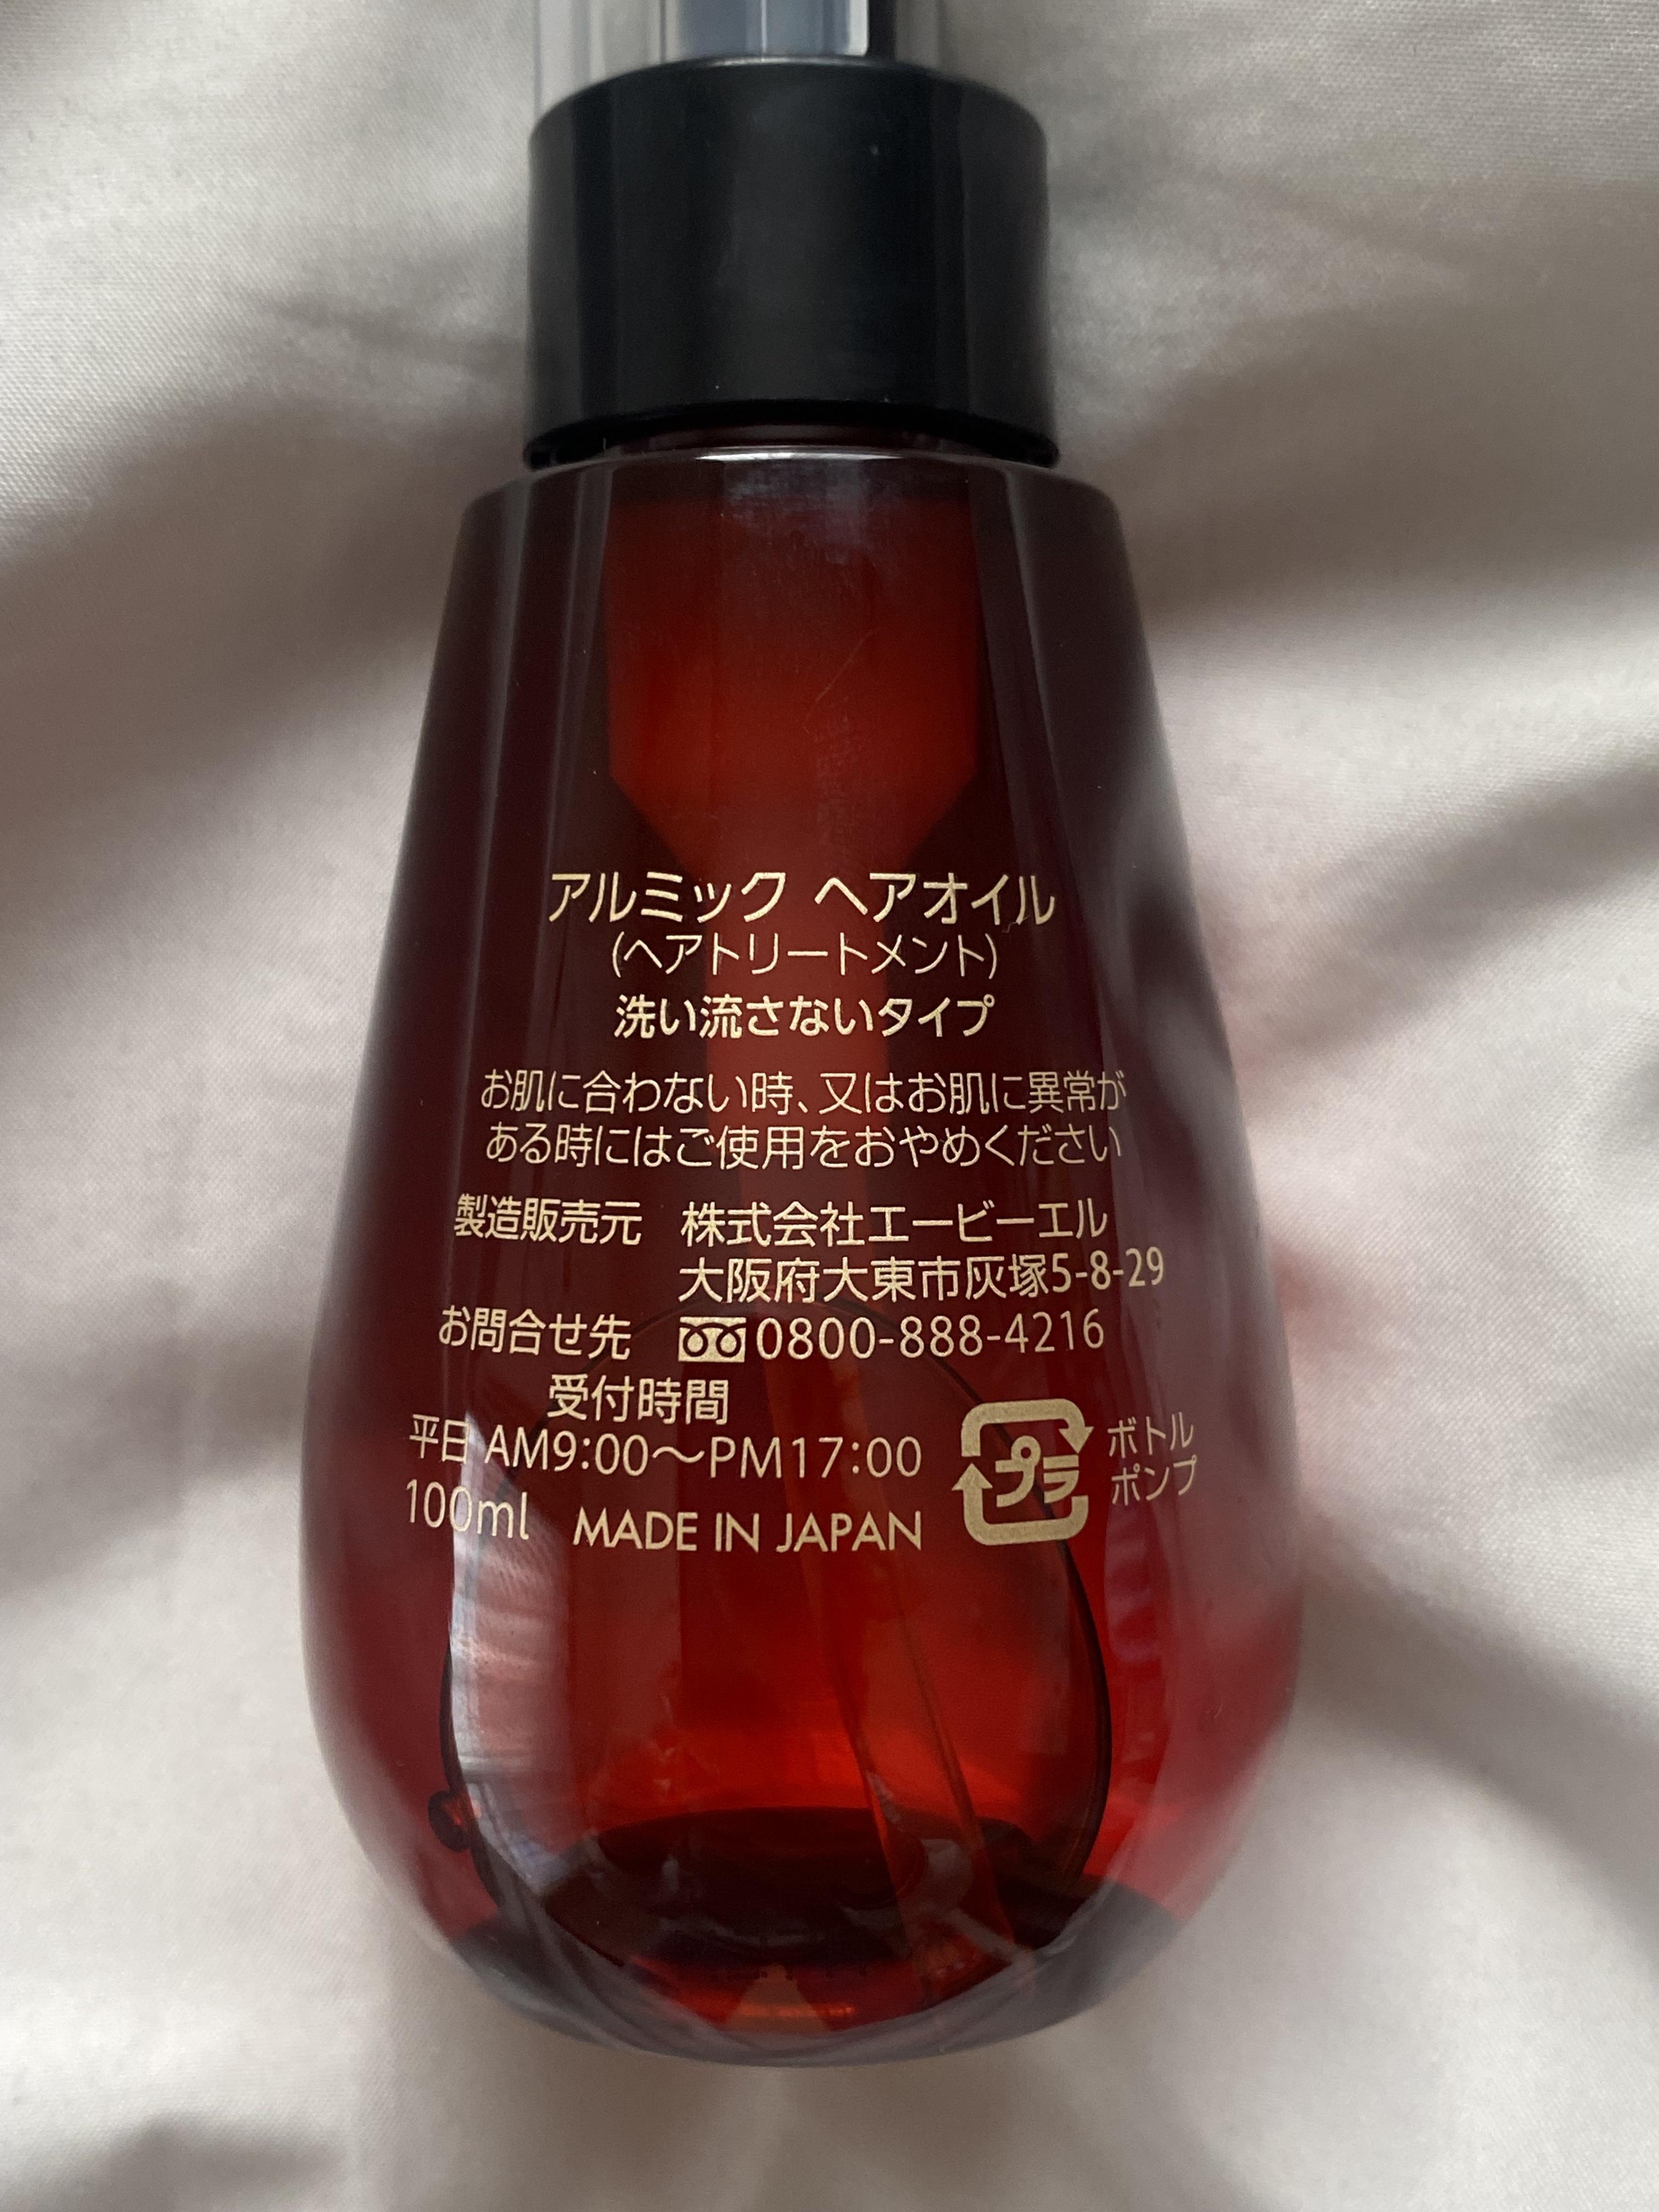 アルミック ヘアオイル
(ヘアトリートメント)
洗い流さないタイプ
お肌に合わない時、又はお肌に異常が
ある時にはご使用をおやめください
製造販売元 株式会社エービーエル
大阪府大東市灰塚5-8-29
お問合せ先 0800-888-4216
受付時間
平日 AM9:00〜PM17:00
100ml MADE IN JAPAN
プラ
ボトル
ポンプ